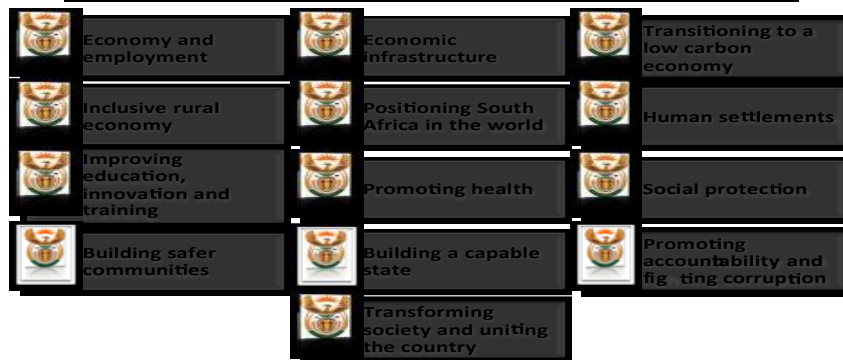 Economy and
employment
Economic
infrastructure
Transitioning to a
low carbon
economy
Inclusive rural
economy
Positioning South
Africa in the world
Human settlements
Improving
education,
innovation and
training
Promoting health
Social protection
Building safer
communities
Building a capable
state
Promoting
accountability and
fig ting corruption
Transforming
society and uniting
the country